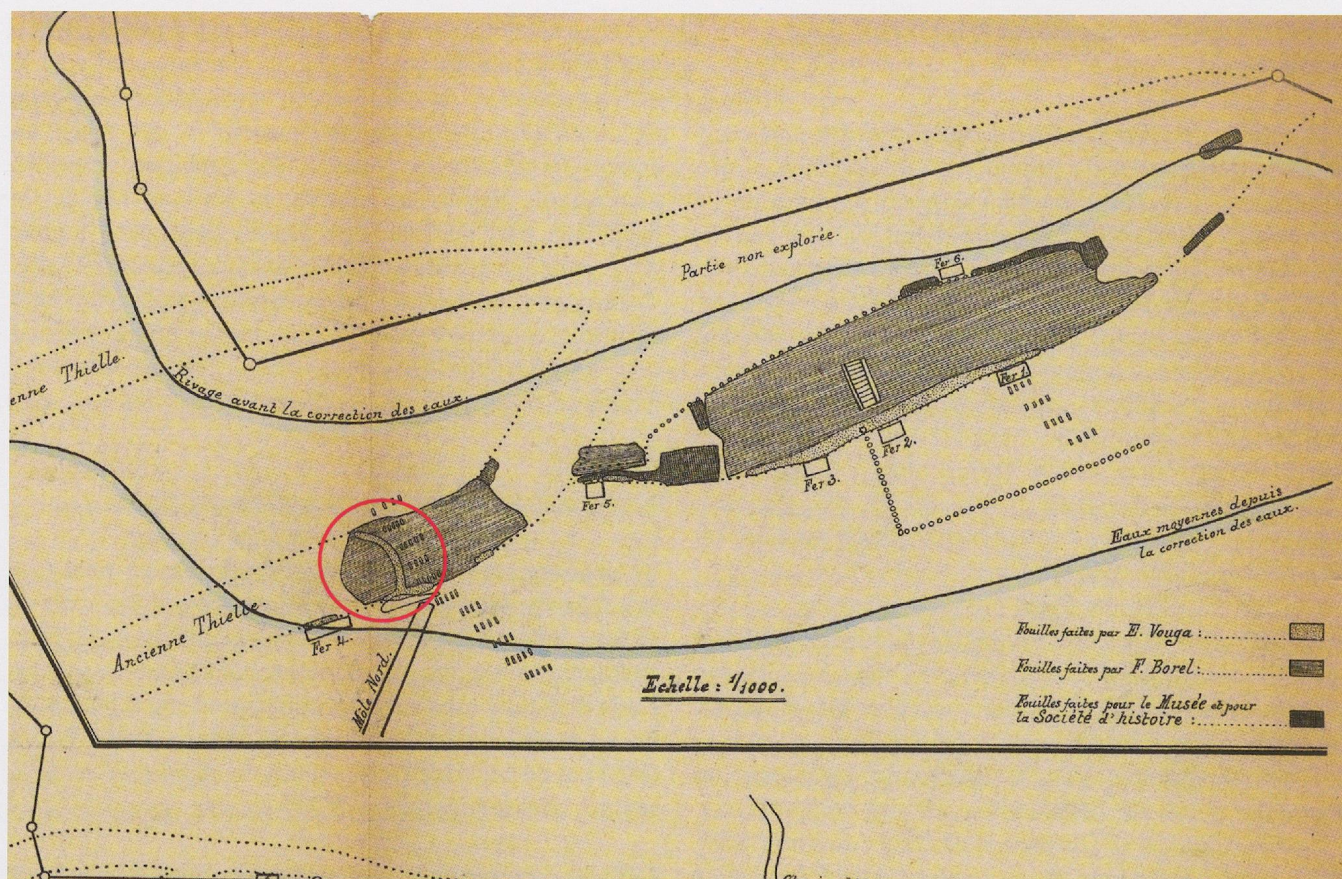 Partie non explorée.
Fer 6.
enne Thielle.
Rivage avant la correction des eaux.
Fer 1.
Fer 2.
Fer 3.
Fer 5.
Eaux moyennes depuis
la correction des eaux.
Ancienne Thielle.
Fer 4.
Môle Nord.
Echelle : 1/1000.
Fouilles faites par E. Vouga :
Fouilles faites par F. Borel :
Fouilles faites pour le Musée et pour
la Société d'histoire :